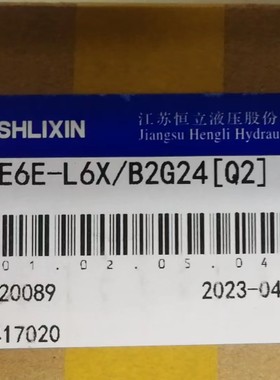 SHLIXIN
江苏恒立液压股份
Jiangsu Hengli Hydrau
E6E-L6X/B2G24[Q2]
01.02.05.04
20089
2023-04
417020